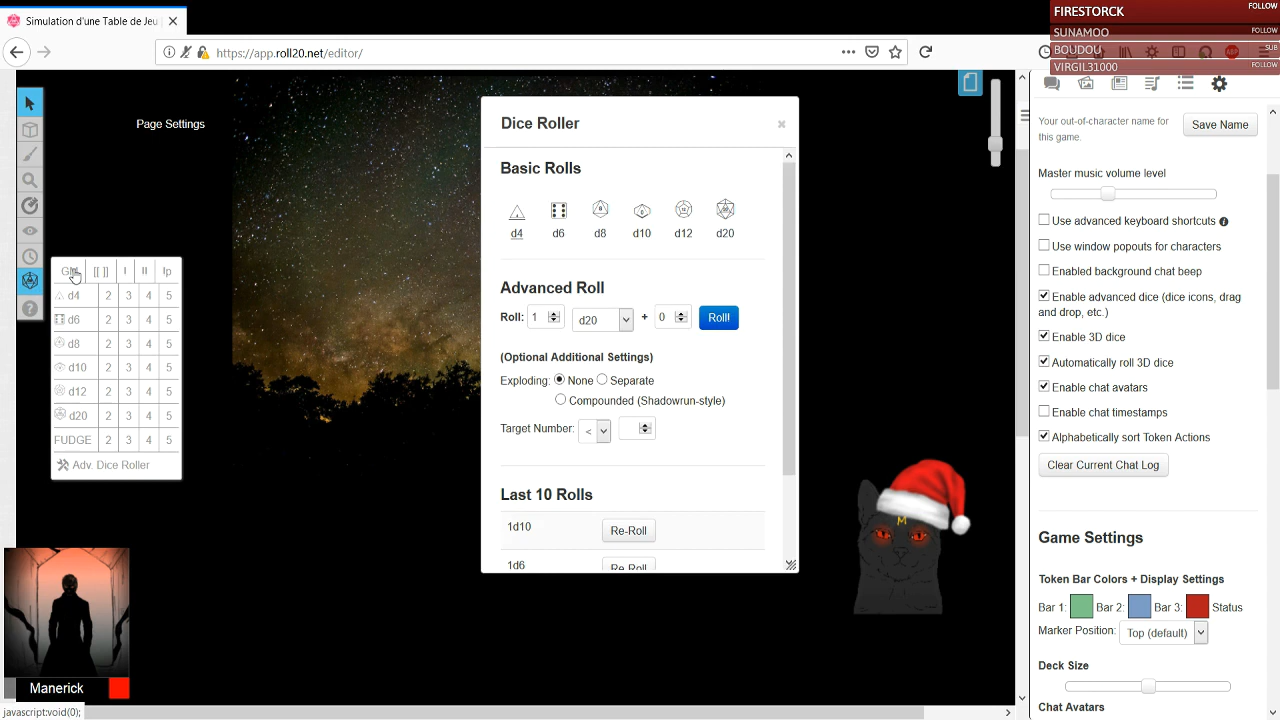 Simulation d'une Table de Jeu
https://app.roll20.net/editor/
FIRESTORCK FOLLOW
SUNAMOO FOLLOW
BOUDOU SUB
VIRGIL31000 FOLLOW
Page Settings
GM [[ ]] I II Ip
d4 2 3 4 5
d6 2 3 4 5
d8 2 3 4 5
d10 2 3 4 5
d12 2 3 4 5
d20 2 3 4 5
FUDGE 2 3 4 5
Adv. Dice Roller
Manerick
javascript:void(0);
Dice Roller
Basic Rolls
d4 d6 d8 d10 d12 d20
Advanced Roll
Roll: 1 d20 + 0 Roll!
(Optional Additional Settings)
Exploding: None Separate
Compounded (Shadowrun-style)
Target Number: <
Last 10 Rolls
1d10 Re-Roll
1d6 Re-Roll
M
Your out-of-character name for
this game.
Save Name
Master music volume level
Use advanced keyboard shortcuts
Use window popouts for characters
Enabled background chat beep
Enable advanced dice (dice icons, drag
and drop, etc.)
Enable 3D dice
Automatically roll 3D dice
Enable chat avatars
Enable chat timestamps
Alphabetically sort Token Actions
Clear Current Chat Log
Game Settings
Token Bar Colors + Display Settings
Bar 1: Bar 2: Bar 3: Status
Marker Position: Top (default)
Deck Size
Chat Avatars